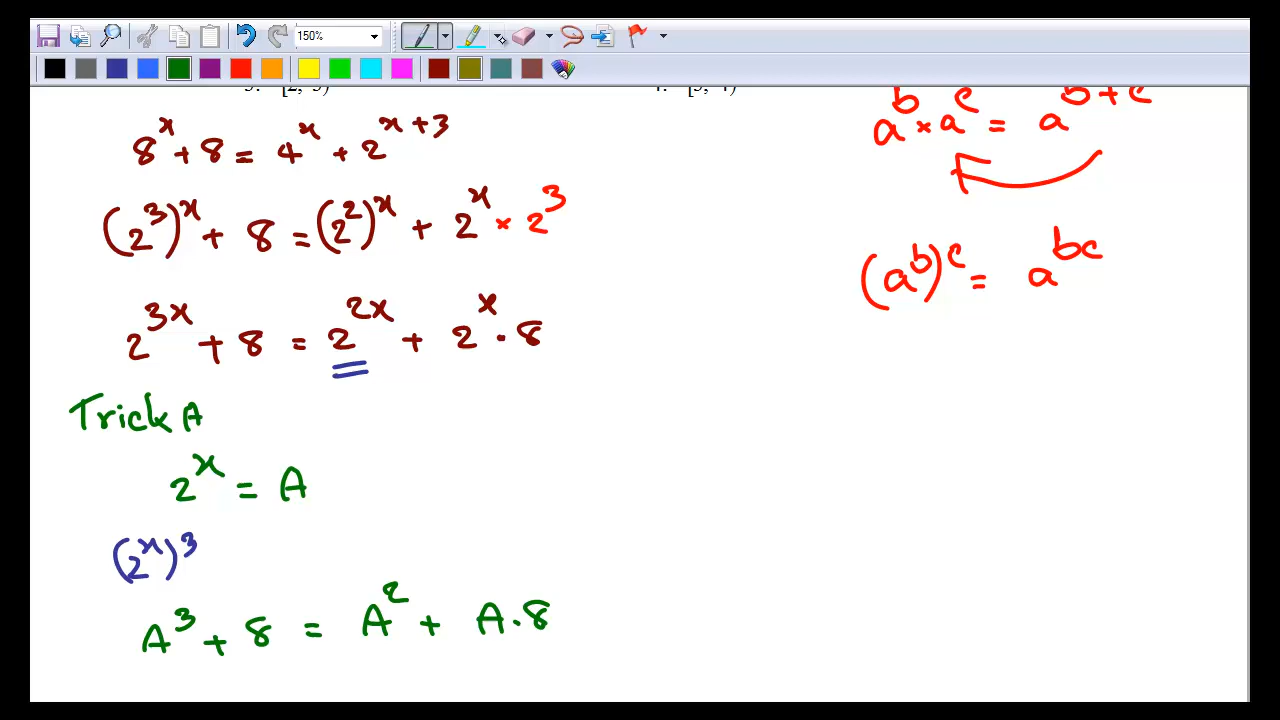 150%
8^x + 8 = 4^x + 2^{x+3}
(2^3)^x + 8 = (2^2)^x + 2^x × 2^3
2^{3x} + 8 = 2^{2x} + 2^x · 8
Trick A
2^x = A
(2^x)^3
A^3 + 8 = A^2 + A · 8
a^b × a^c = a^{b+c}
(a^b)^c = a^{bc}